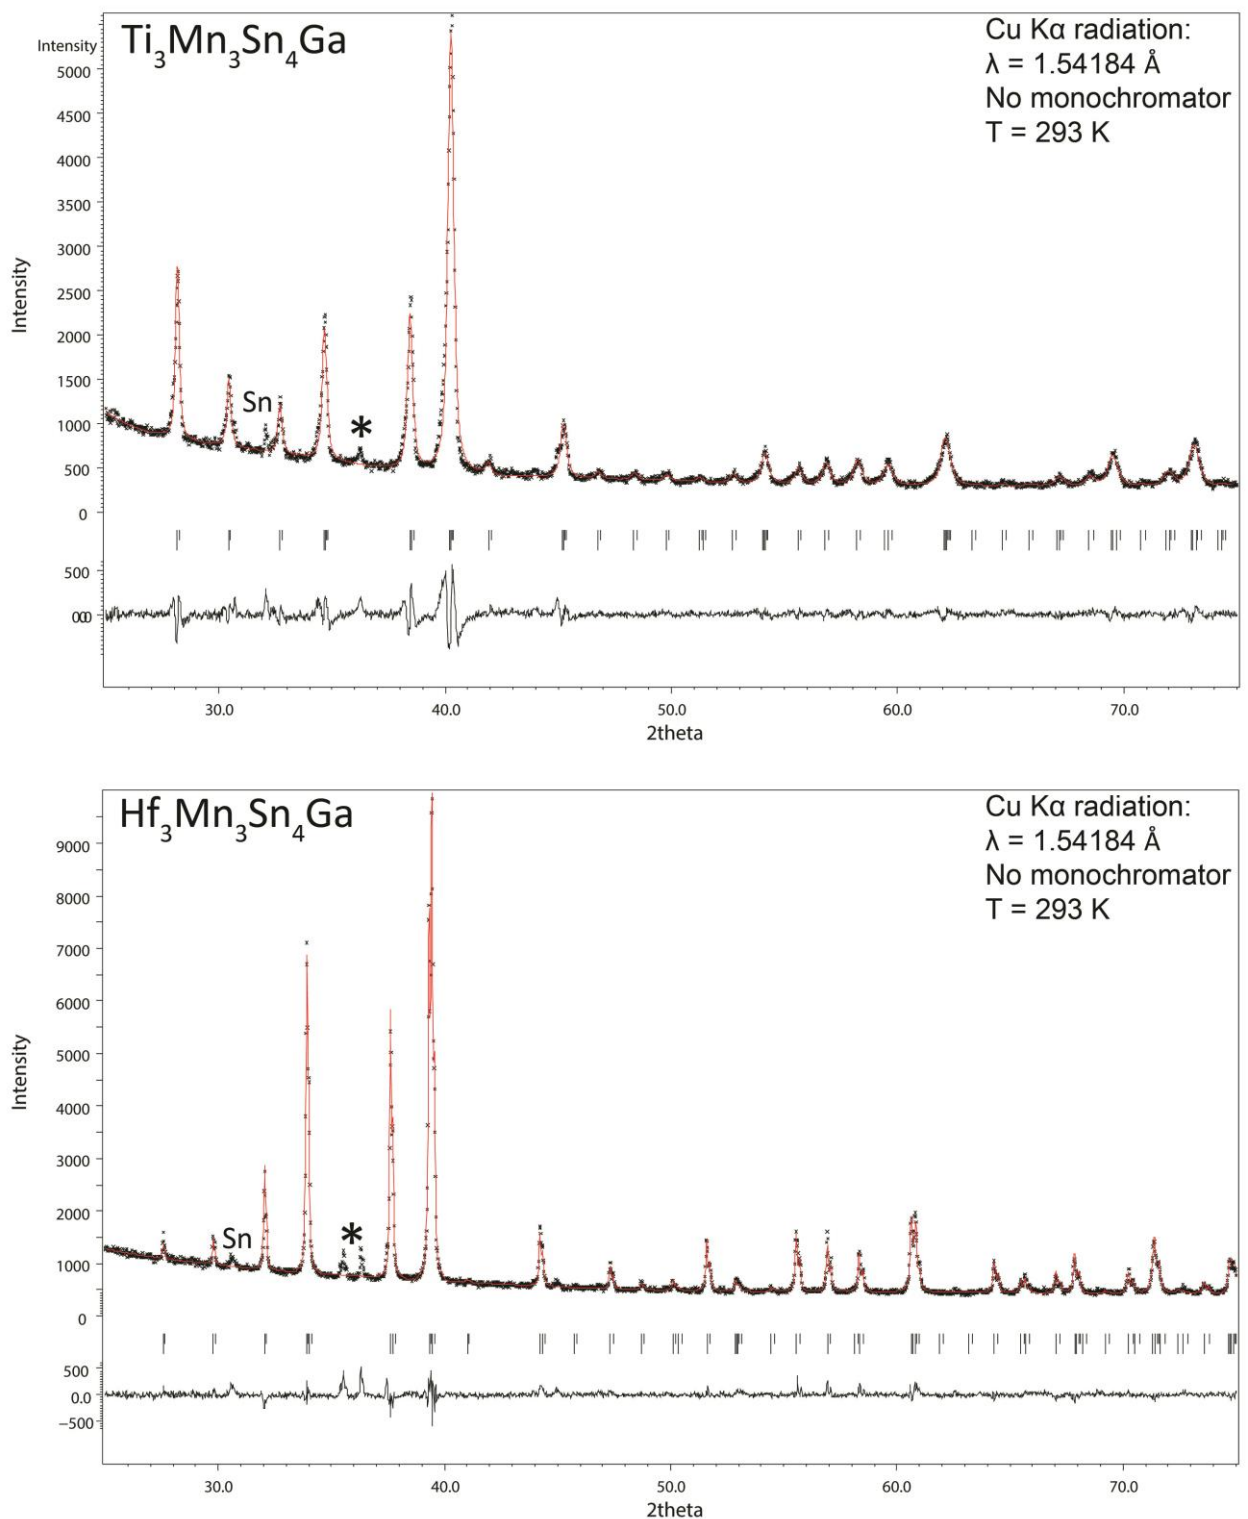 Ti3Mn3Sn4Ga
Cu Kα radiation:
λ = 1.54184 Å
No monochromator
T = 293 K
Intensity
5000
4500
4000
3500
3000
2500
2000
1500
1000
500
0
Intensity
Sn
*
500
30.0 40.0 50.0 60.0 70.0
2theta
Hf3Mn3Sn4Ga
Cu Kα radiation:
λ = 1.54184 Å
No monochromator
T = 293 K
9000
8000
7000
6000
5000
4000
3000
2000
1000
0
Intensity
Sn
*
500
0.0
−500
30.0 40.0 50.0 60.0 70.0
2theta